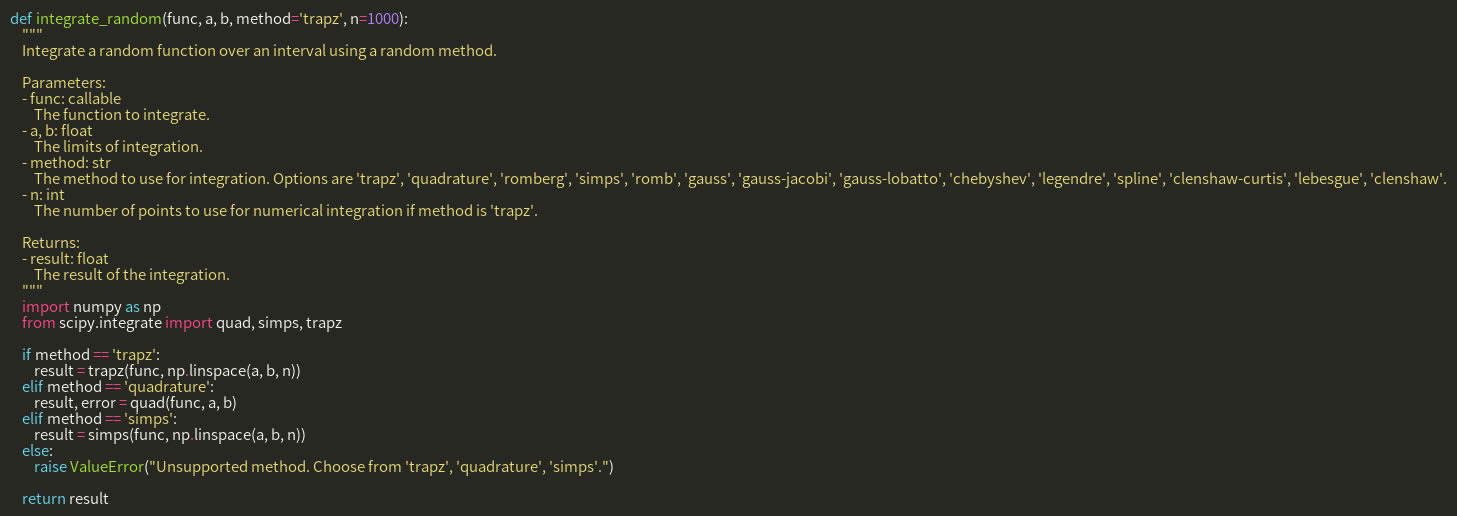 def integrate_random(func, a, b, method='trapz', n=1000):
"""
Integrate a random function over an interval using a random method.
Parameters:
- func: callable
The function to integrate.
- a, b: float
The limits of integration.
- method: str
The method to use for integration. Options are 'trapz', 'quadrature', 'romberg', 'simps', 'romb', 'gauss', 'gauss-jacobi', 'gauss-lobatto', 'chebyshev', 'legendre', 'spline', 'clenshaw-curtis', 'lebesgue', 'clenshaw'.
- n: int
The number of points to use for numerical integration if method is 'trapz'.
Returns:
- result: float
The result of the integration.
"""
import numpy as np
from scipy.integrate import quad, simps, trapz
if method == 'trapz':
result = trapz(func, np.linspace(a, b, n))
elif method == 'quadrature':
result, error = quad(func, a, b)
elif method == 'simps':
result = simps(func, np.linspace(a, b, n))
else:
raise ValueError("Unsupported method. Choose from 'trapz', 'quadrature', 'simps'.")
return result